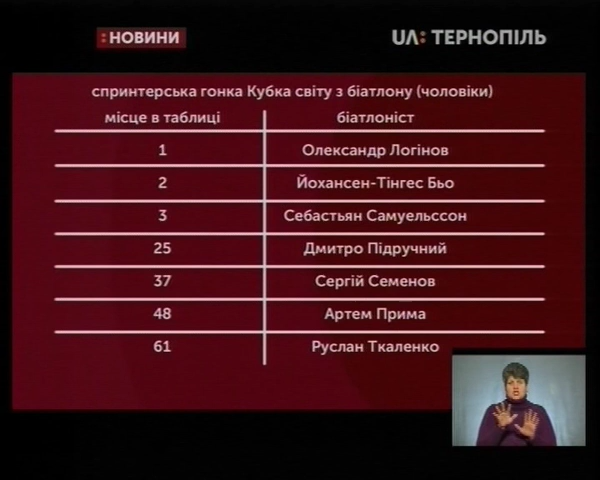 :НОВИНИ
UA: ТЕРНОПІЛЬ
спринтерська гонка Кубка світу з біатлону (чоловіки)
місце в таблиці біатлоніст
1 Олександр Логінов
2 Йохансен-Тінгес Бьо
3 Себастьян Самуельссон
25 Дмитро Підручний
37 Сергій Семенов
48 Артем Прима
61 Руслан Ткаленко